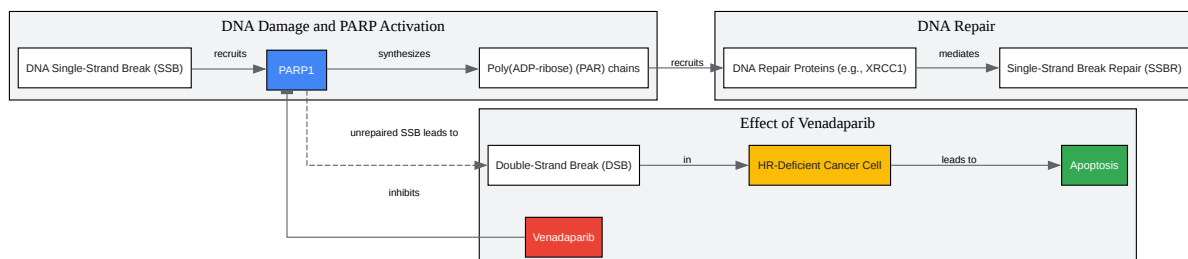 DNA Damage and PARP Activation
DNA Repair
DNA Single-Strand Break (SSB)
recruits
PARP1
synthesizes
Poly(ADP-ribose) (PAR) chains
recruits
DNA Repair Proteins (e.g., XRCC1)
mediates
Single-Strand Break Repair (SSBR)
Effect of Venadaparib
unrepaired SSB leads to
Double-Strand Break (DSB)
in
HR-Deficient Cancer Cell
leads to
Apoptosis
inhibits
Venadaparib